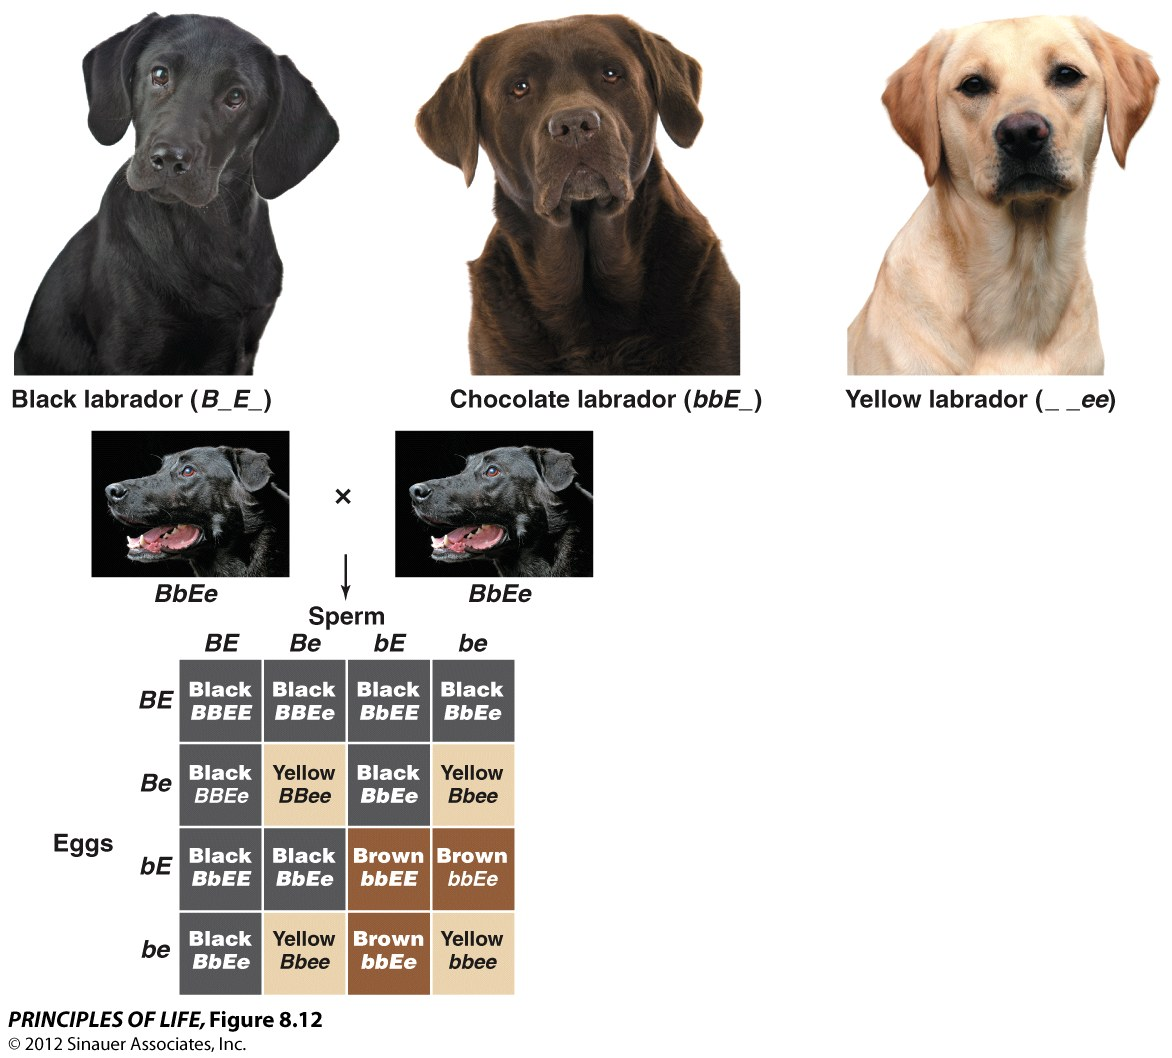 Black labrador (B_E_)
Chocolate labrador (bbE_)
Yellow labrador (_ _ee)
×
BbEe
BbEe
Sperm
BE Be bE be
BE
Black
BBEE
Black
BBEe
Black
BbEE
Black
BbEe
Be
Black
BBEe
Yellow
BBee
Black
BbEe
Yellow
Bbee
Eggs
bE
Black
BbEE
Black
BbEe
Brown
bbEE
Brown
bbEe
be
Black
BbEe
Yellow
Bbee
Brown
bbEe
Yellow
bbee
PRINCIPLES OF LIFE, Figure 8.12
© 2012 Sinauer Associates, Inc.